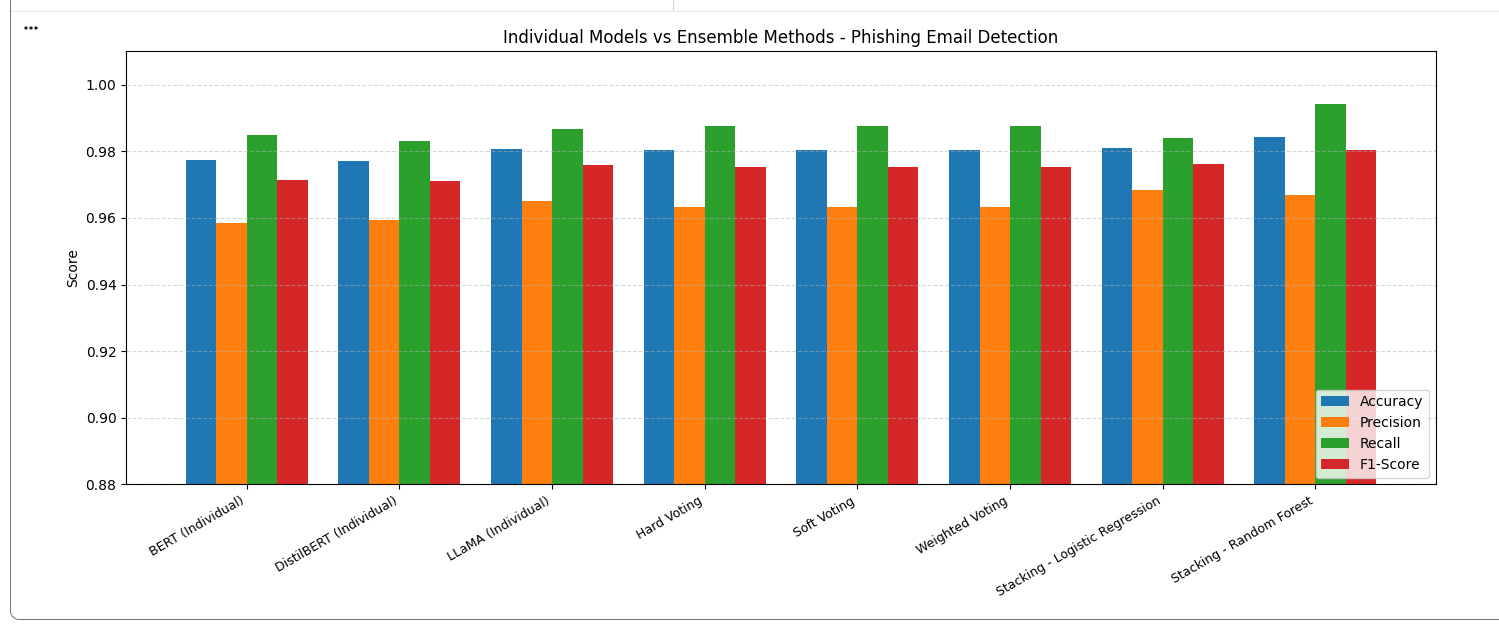 •••
Individual Models vs Ensemble Methods - Phishing Email Detection
1.00
0.98
0.96
0.94
0.92
0.90
0.88
Score
Accuracy
Precision
Recall
F1-Score
BERT (Individual)
DistilBERT (Individual)
LLaMA (Individual)
Hard Voting
Soft Voting
Weighted Voting
Stacking - Logistic Regression
Stacking - Random Forest